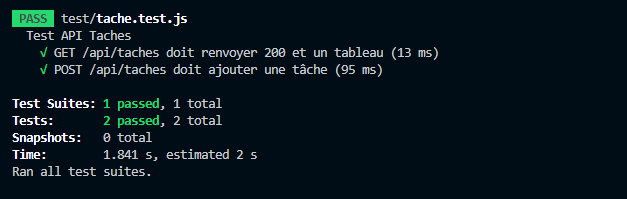 PASS test/tache.test.js
Test API Taches
√ GET /api/taches doit renvoyer 200 et un tableau (13 ms)
√ POST /api/taches doit ajouter une tâche (95 ms)
Test Suites: 1 passed, 1 total
Tests: 2 passed, 2 total
Snapshots: 0 total
Time: 1.841 s, estimated 2 s
Ran all test suites.